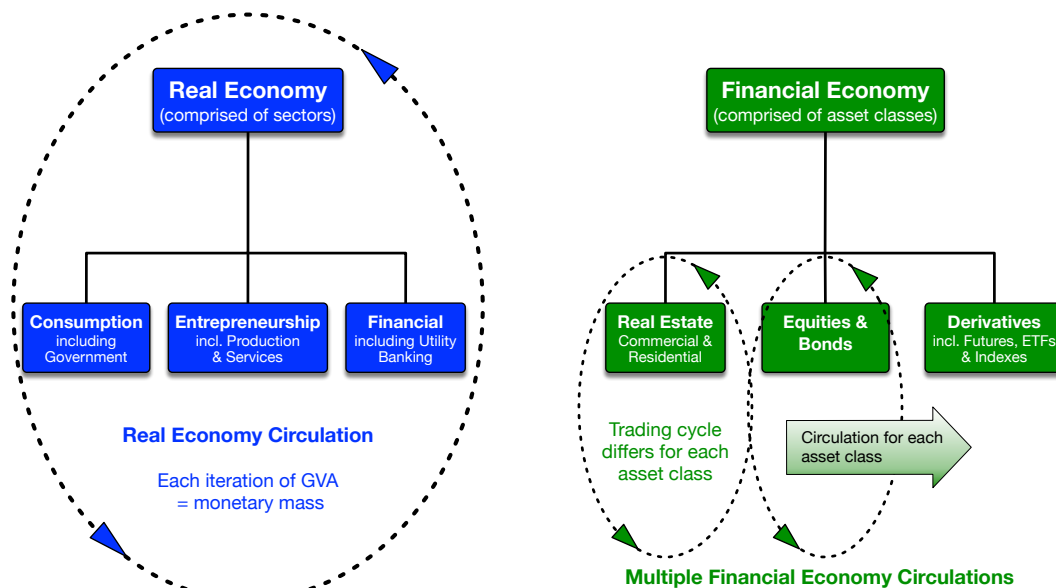 Real Economy
(comprised of sectors)
Financial Economy
(comprised of asset classes)
Consumption
including
Government
Entrepreneurship
incl. Production
& Services
Financial
including Utility
Banking
Real Estate
Commercial &
Residential
Equities &
Bonds
Derivatives
incl. Futures, ETFs
& Indexes
Real Economy Circulation
Each iteration of GVA
= monetary mass
Trading cycle
differs for each
asset class
Circulation for each
asset class
Multiple Financial Economy Circulations